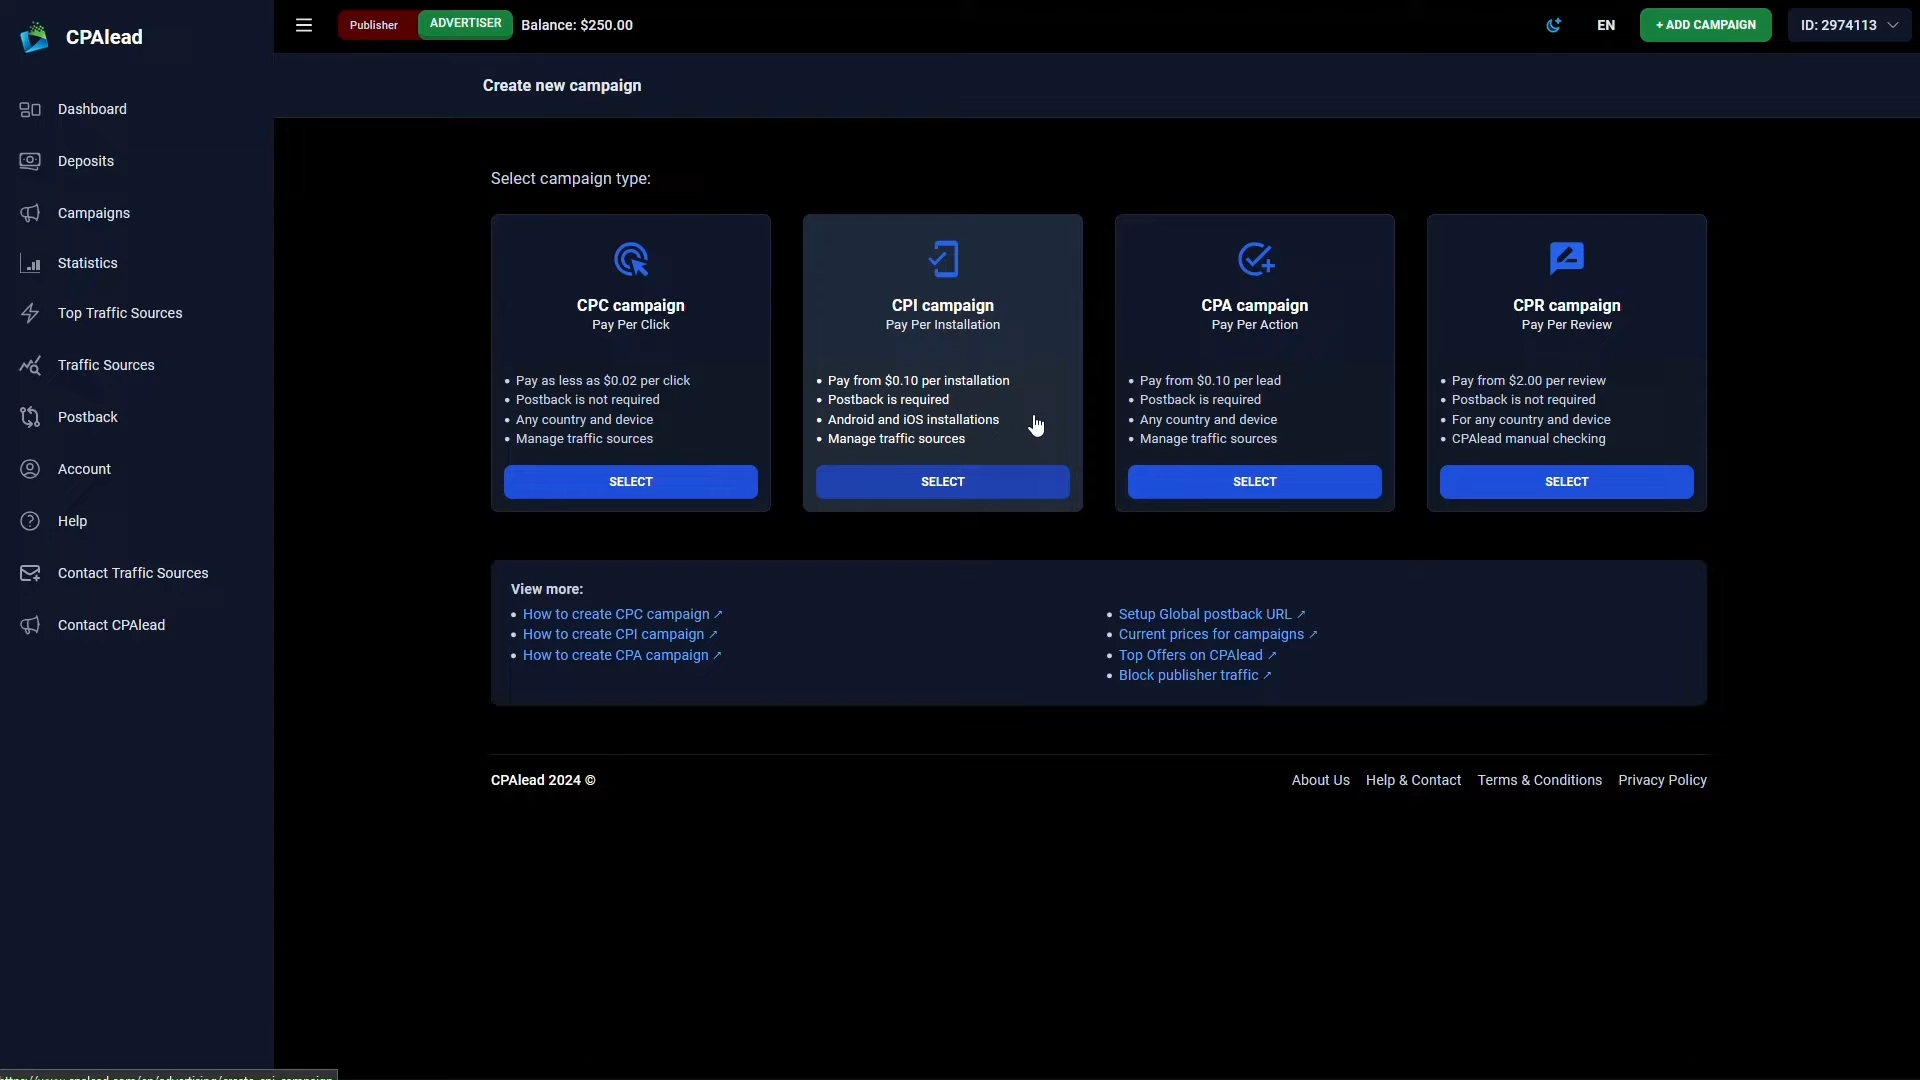 CPAlead
Publisher
ADVERTISER
Balance: $250.00
EN
+ ADD CAMPAIGN
ID: 2974113
Dashboard
Deposits
Campaigns
Statistics
Top Traffic Sources
Traffic Sources
Postback
Account
Help
Contact Traffic Sources
Contact CPAlead
Create new campaign
Select campaign type:
CPC campaign
Pay Per Click
• Pay as less as $0.02 per click
• Postback is not required
• Any country and device
• Manage traffic sources
SELECT
CPI campaign
Pay Per Installation
• Pay from $0.10 per installation
• Postback is required
• Android and iOS installations
• Manage traffic sources
SELECT
CPA campaign
Pay Per Action
• Pay from $0.10 per lead
• Postback is required
• Any country and device
• Manage traffic sources
SELECT
CPR campaign
Pay Per Review
• Pay from $2.00 per review
• Postback is not required
• For any country and device
• CPAlead manual checking
SELECT
View more:
• How to create CPC campaign ↗
• How to create CPI campaign ↗
• How to create CPA campaign ↗
• Setup Global postback URL ↗
• Current prices for campaigns ↗
• Top Offers on CPAlead ↗
• Block publisher traffic ↗
CPAlead 2024 ©
About Us
Help & Contact
Terms & Conditions
Privacy Policy